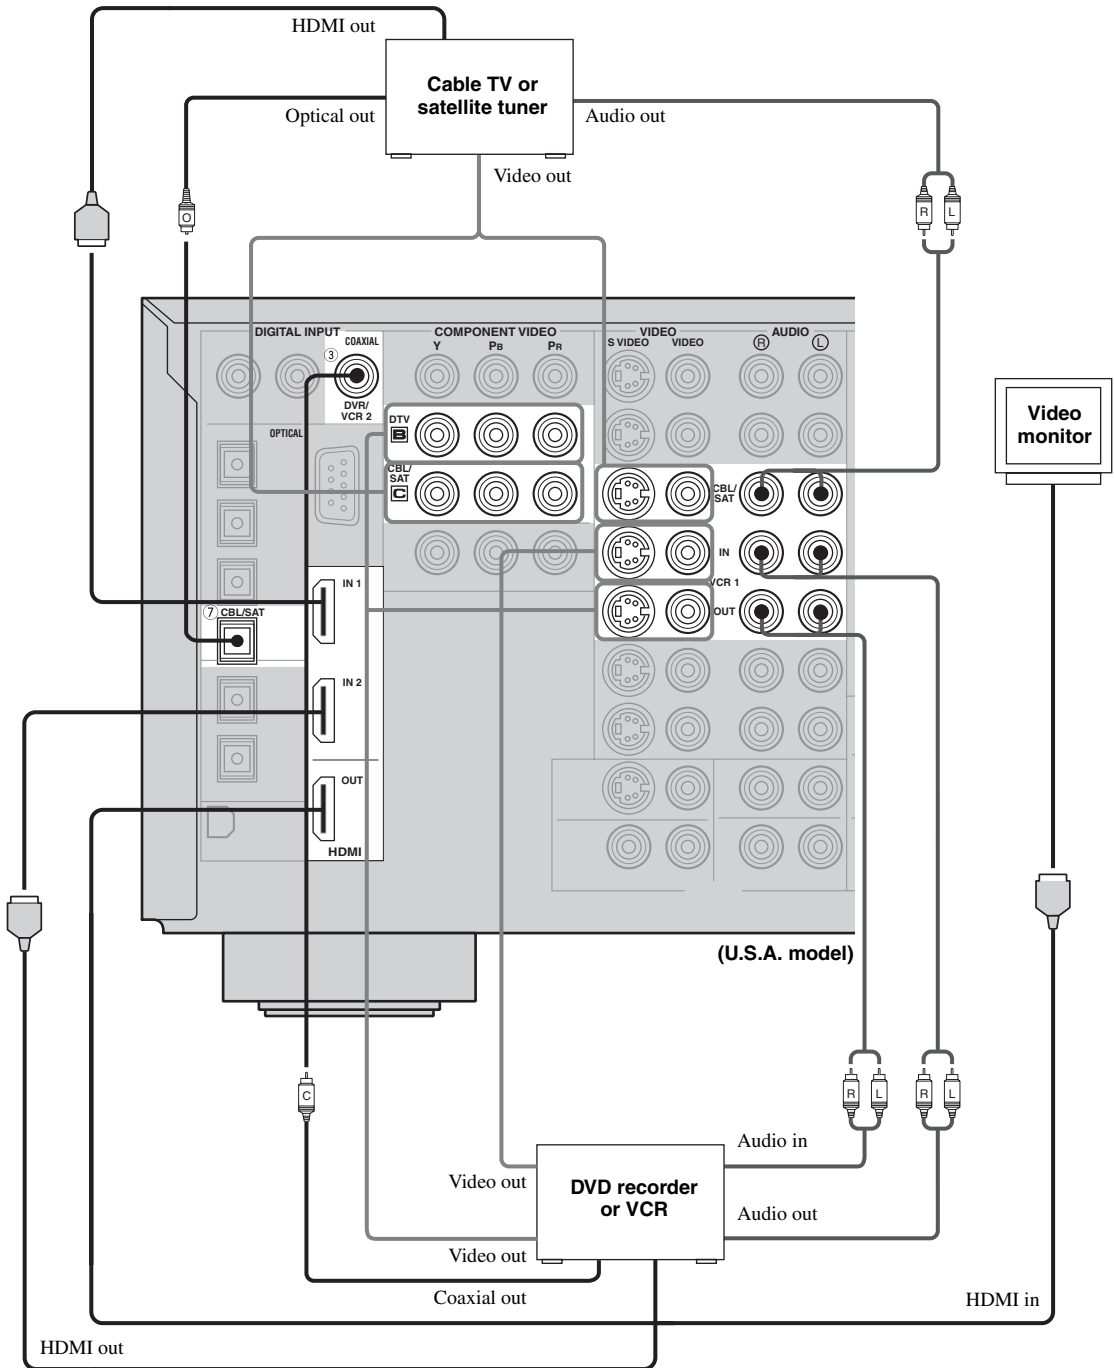 HDMI out
Cable TV or
satellite tuner
Optical out
Audio out
Video out
O
R L
DIGITAL INPUT
COMPONENT VIDEO
VIDEO
AUDIO
③ COAXIAL
Y PB PR
S VIDEO VIDEO
R L
DVR/
VCR 2
OPTICAL
DTV
B
CBL/
SAT
C
CBL/
SAT
IN
VCR 1
OUT
Video
monitor
IN 1
⑦ CBL/SAT
IN 2
OUT
HDMI
(U.S.A. model)
C
R L R L
Audio in
Video out
DVD recorder
or VCR
Audio out
Video out
Coaxial out
HDMI in
HDMI out